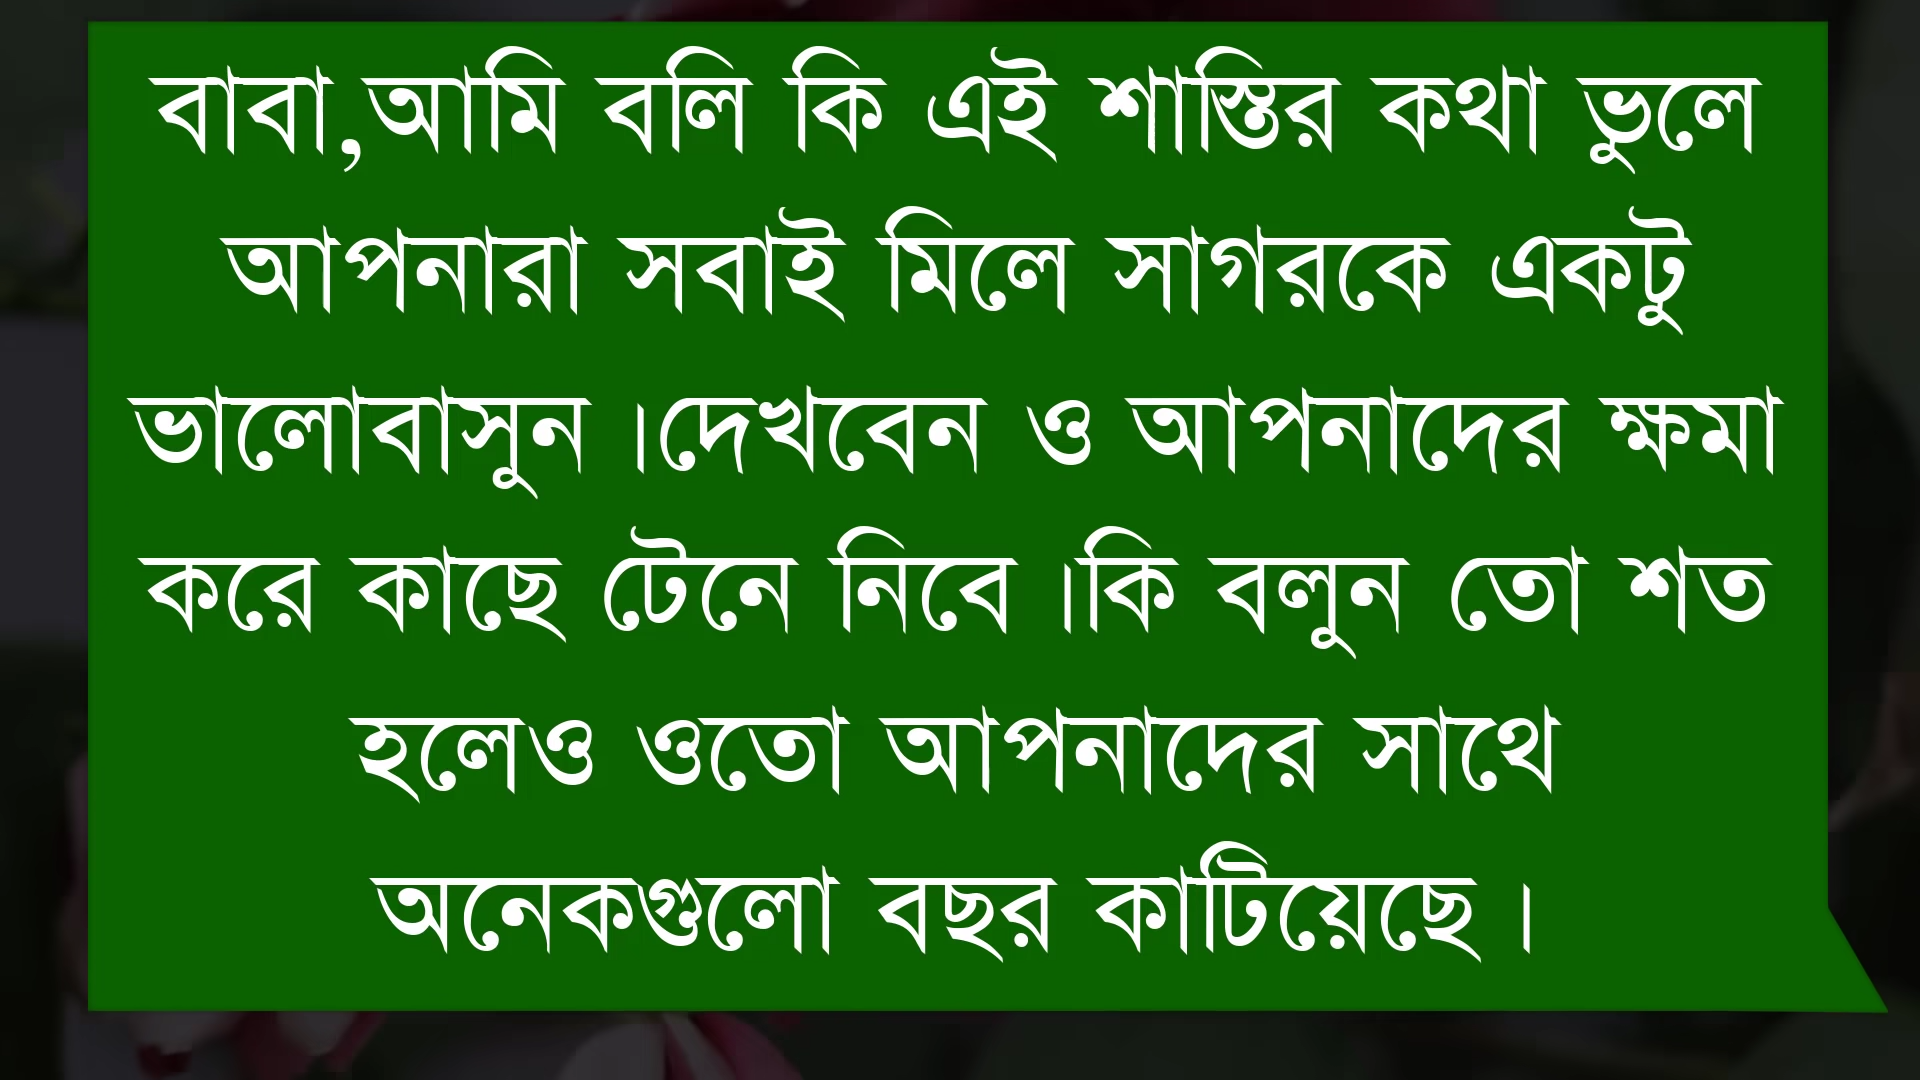 বাবা,আমি বলি কি এই শাস্তির কথা ভুলে
আপনারা সবাই মিলে সাগরকে একটু
ভালোবাসুন ।দেখবেন ও আপনাদের ক্ষমা
করে কাছে টেনে নিবে ।কি বলুন তো শত
হলেও ওতো আপনাদের সাথে
অনেকগুলো বছর কাটিয়েছে ।